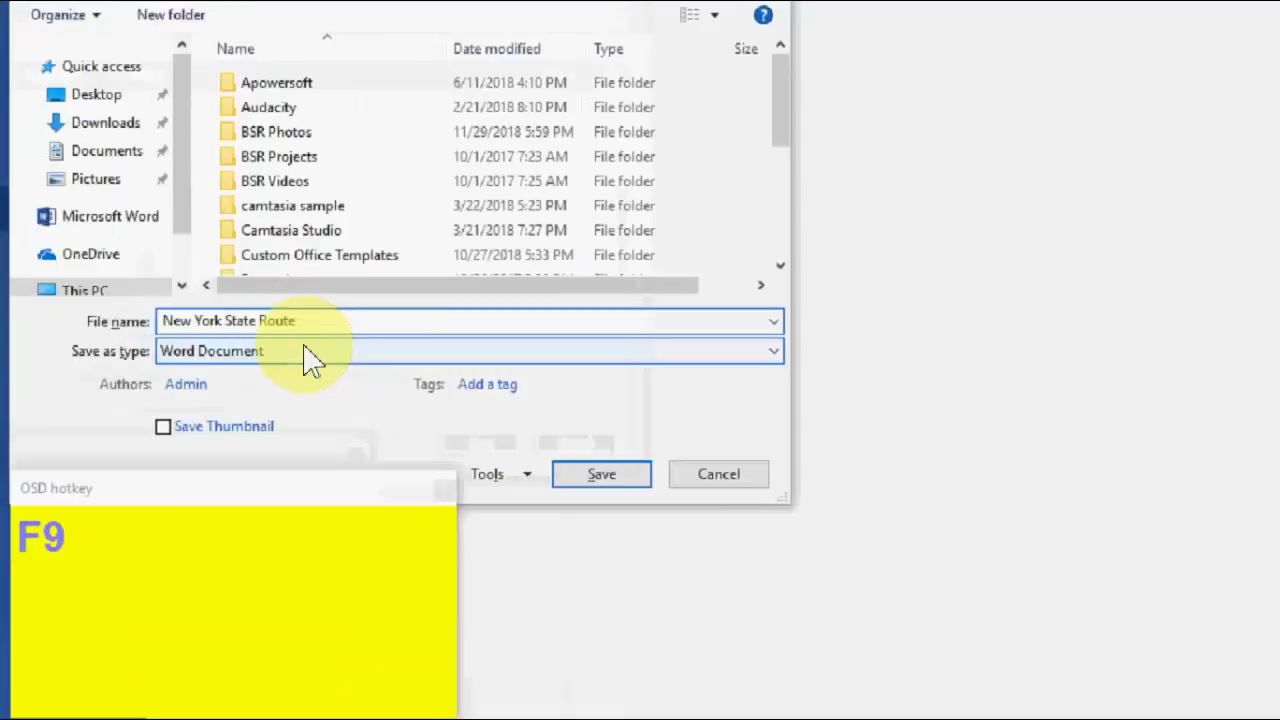 Organize New folder
Name Date modified Type Size
Quick access
Desktop
Downloads
Documents
Pictures
Microsoft Word
OneDrive
This PC
Apowersoft 6/11/2018 4:10 PM File folder
Audacity 2/21/2018 8:10 PM File folder
BSR Photos 11/29/2018 5:59 PM File folder
BSR Projects 10/1/2017 7:23 AM File folder
BSR Videos 10/1/2017 7:25 AM File folder
camtasia sample 3/22/2018 5:23 PM File folder
Camtasia Studio 3/21/2018 7:27 PM File folder
Custom Office Templates 10/27/2018 5:33 PM File folder
File name: New York State Route
Save as type: Word Document
Authors: Admin Tags: Add a tag
Save Thumbnail
Tools Save Cancel
OSD hotkey
F9